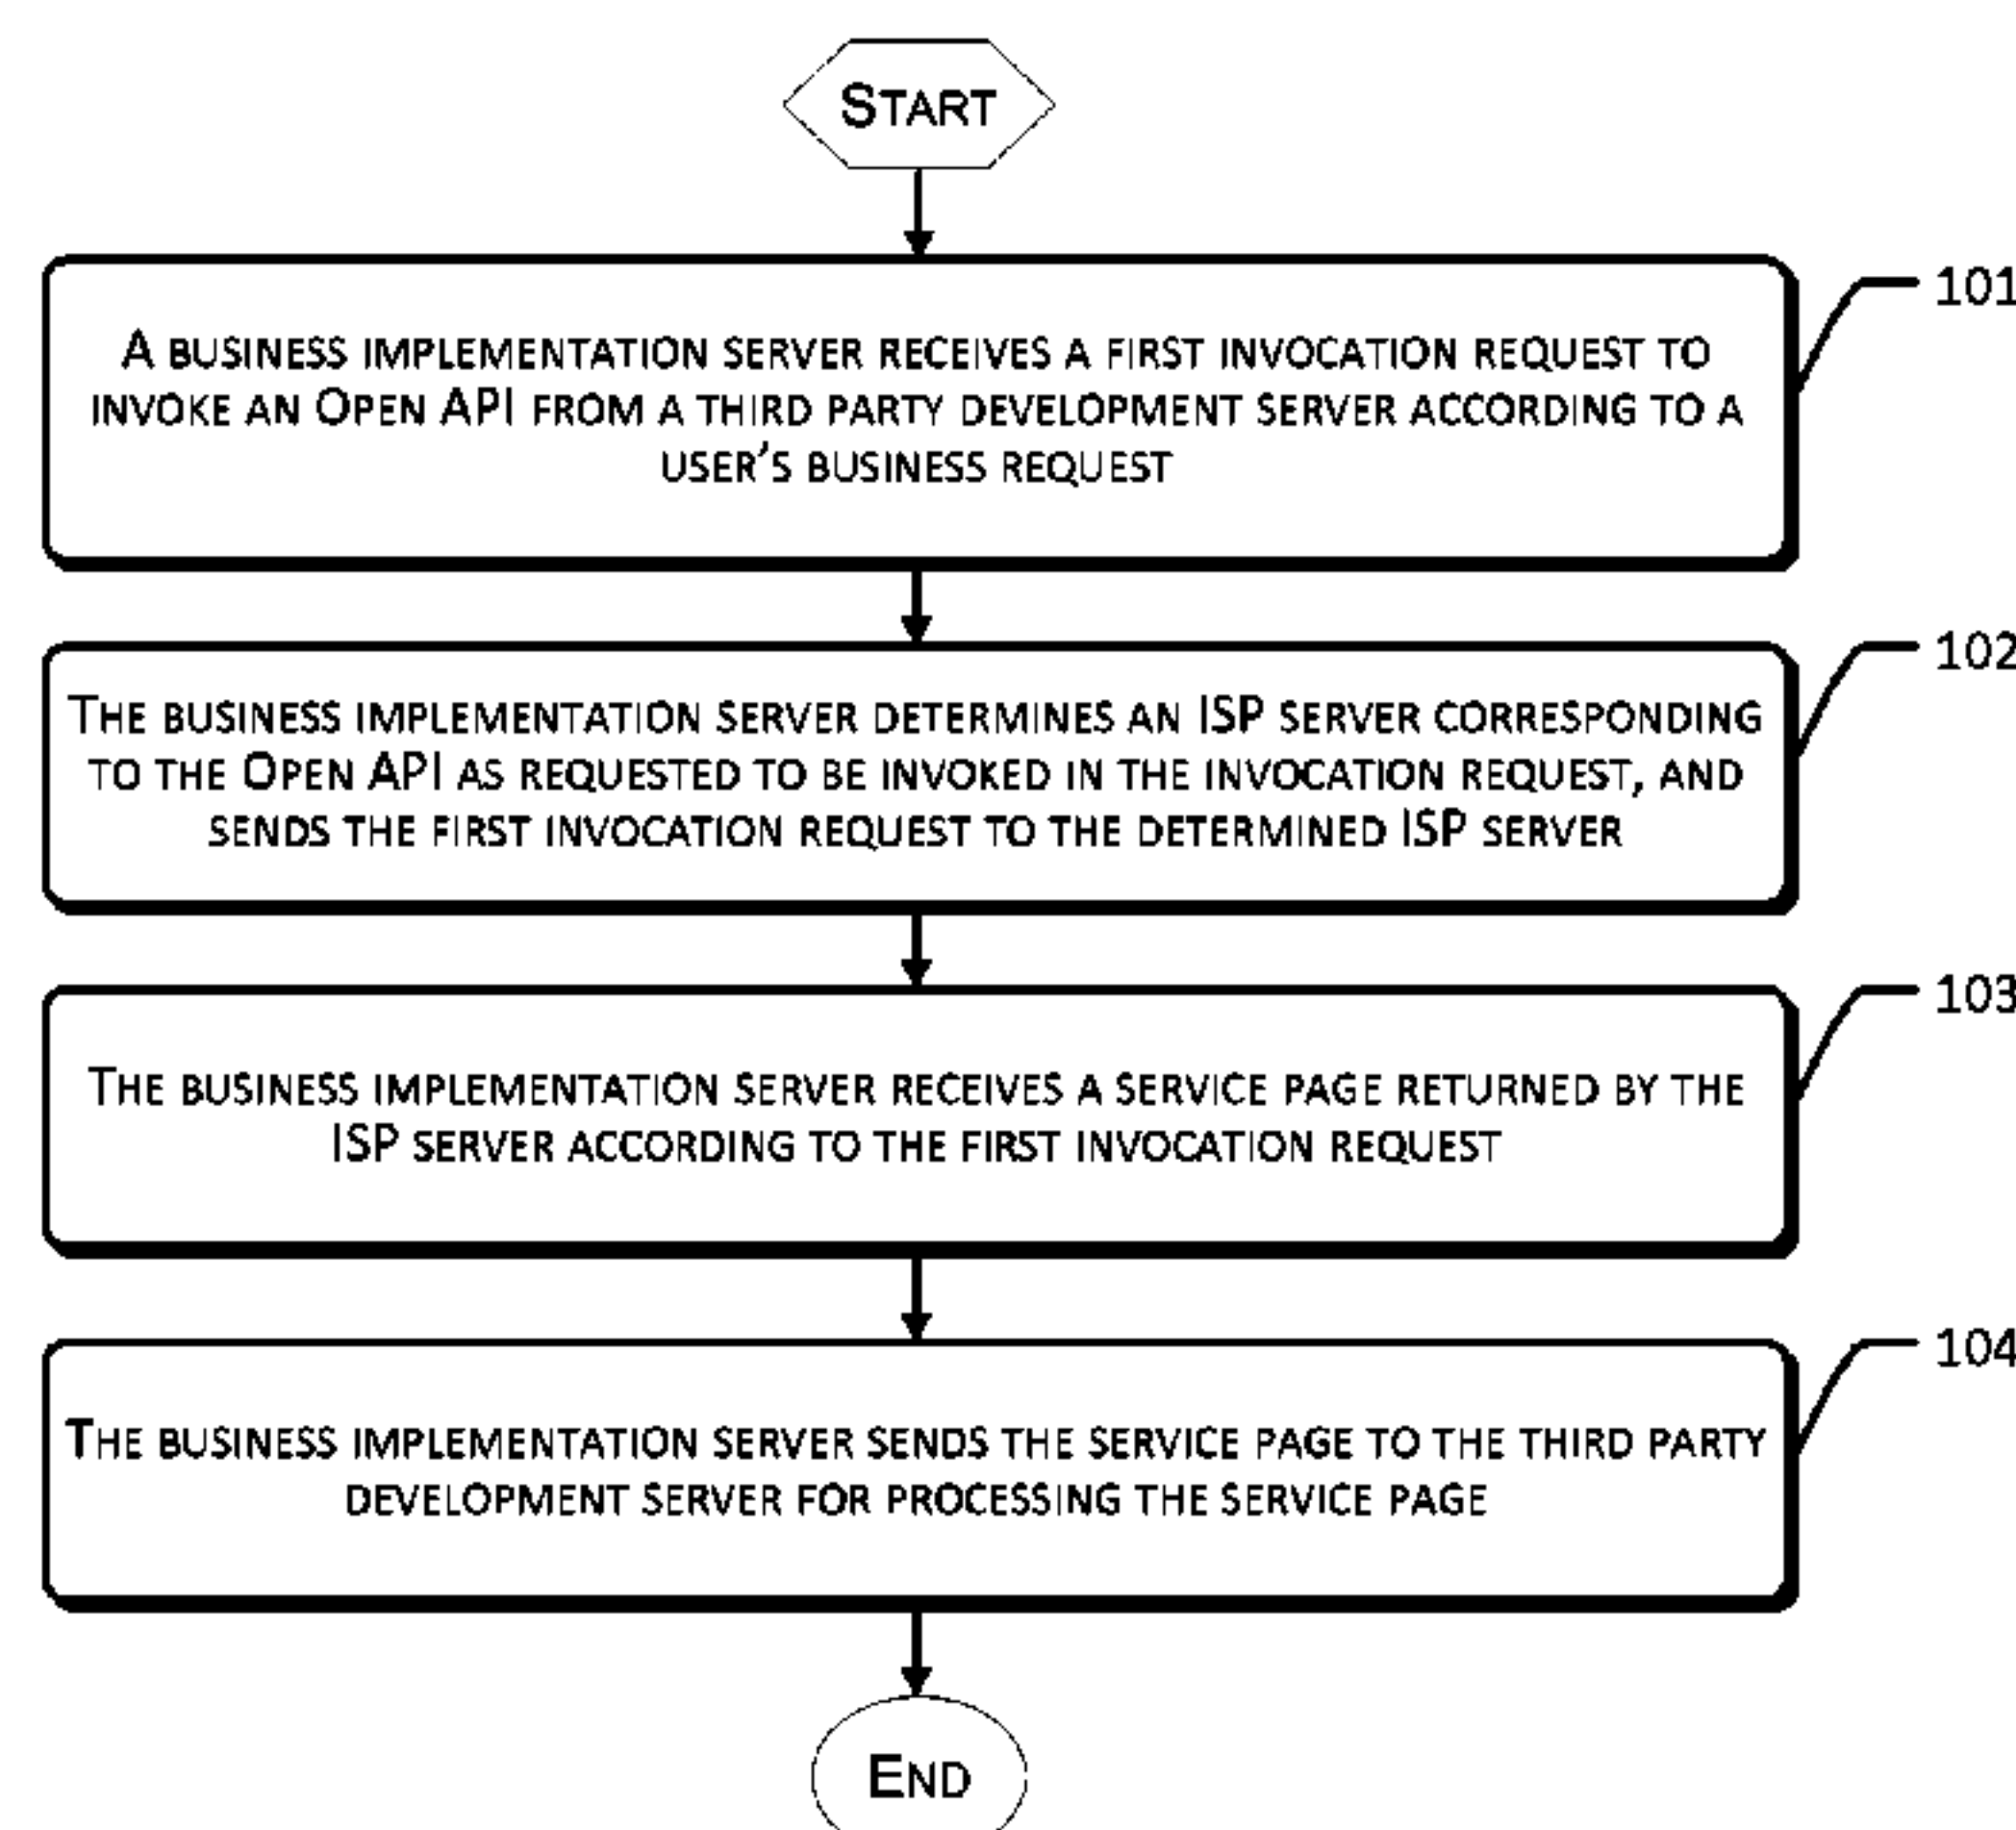 START
A BUSINESS IMPLEMENTATION SERVER RECEIVES A FIRST INVOCATION REQUEST TO
INVOKE AN OPEN API FROM A THIRD PARTY DEVELOPMENT SERVER ACCORDING TO A
USER'S BUSINESS REQUEST
101
THE BUSINESS IMPLEMENTATION SERVER DETERMINES AN ISP SERVER CORRESPONDING
TO THE OPEN API AS REQUESTED TO BE INVOKED IN THE INVOCATION REQUEST, AND
SENDS THE FIRST INVOCATION REQUEST TO THE DETERMINED ISP SERVER
102
THE BUSINESS IMPLEMENTATION SERVER RECEIVES A SERVICE PAGE RETURNED BY THE
ISP SERVER ACCORDING TO THE FIRST INVOCATION REQUEST
103
THE BUSINESS IMPLEMENTATION SERVER SENDS THE SERVICE PAGE TO THE THIRD PARTY
DEVELOPMENT SERVER FOR PROCESSING THE SERVICE PAGE
104
END